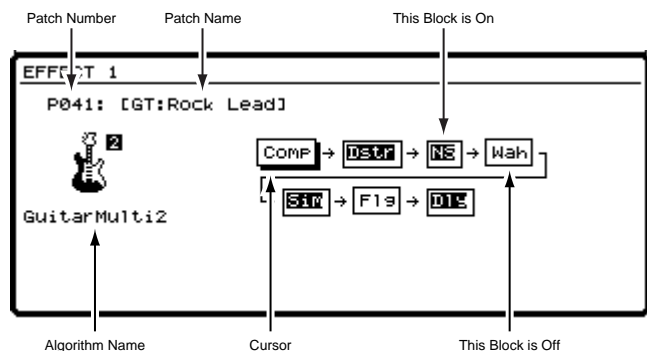 Patch Number Patch Name This Block is On
EFFECT 1
P041: [GT:Rock Lead]
2
Comp → Dstr → NS → Wah
Sim → Flg → Dly
GuitarMulti2
Algorithm Name Cursor This Block is Off